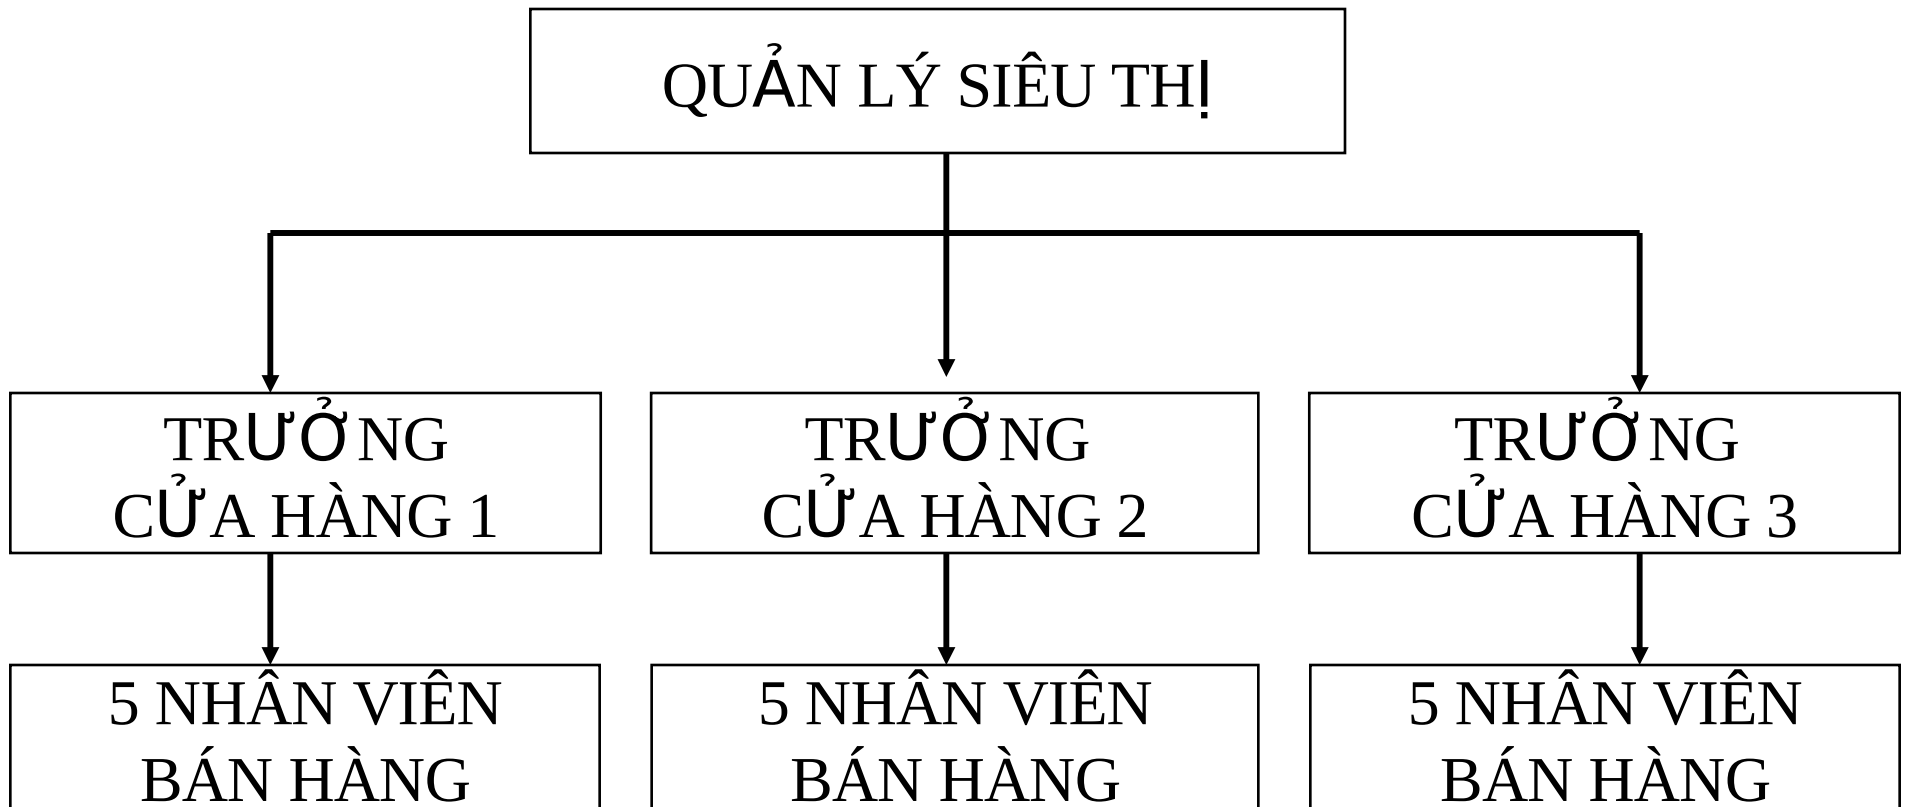 QUẢN LÝ SIÊU THỊ
TRƯỞNG
CỬA HÀNG 1
TRƯỞNG
CỬA HÀNG 2
TRƯỞNG
CỬA HÀNG 3
5 NHÂN VIÊN
BÁN HÀNG
5 NHÂN VIÊN
BÁN HÀNG
5 NHÂN VIÊN
BÁN HÀNG